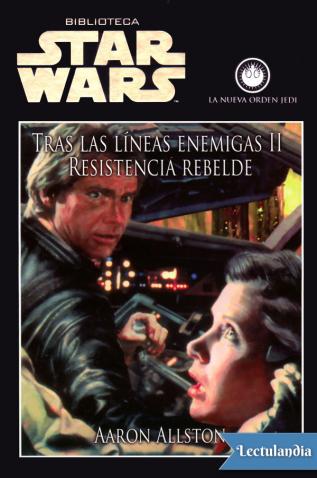 BIBLIOTECA
STAR
WARS
LA NUEVA ORDEN JEDI
TRAS LAS LÍNEAS ENEMIGAS II
RESISTENCIA REBELDE
AARON ALLSTON
Lectulandia